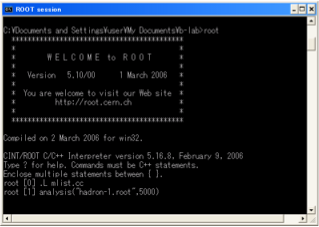 ROOT session
C:¥Documents and Settings¥user¥My Documents¥b-lab>root
*******************************************
*                                         *
*        W E L C O M E  to  R O O T       *
*                                         *
*   Version   5.10/00      1 March 2006   *
*                                         *
*  You are welcome to visit our Web site  *
*          http://root.cern.ch            *
*                                         *
*******************************************
Compiled on 2 March 2006 for win32.
CINT/ROOT C/C++ Interpreter version 5.16.8, February 9, 2006
Type ? for help. Commands must be C++ statements.
Enclose multiple statements between { }.
root [0] .L mlist.cc
root [1] analysis("hadron-1.root",5000)